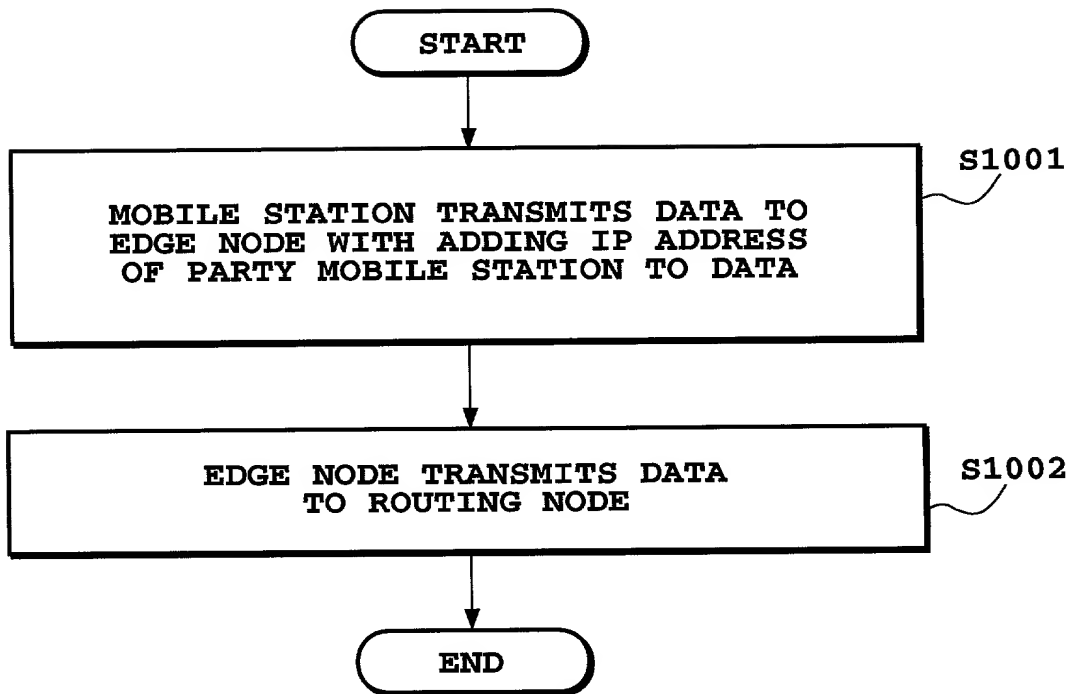 START
S1001
MOBILE STATION TRANSMITS DATA TO
EDGE NODE WITH ADDING IP ADDRESS
OF PARTY MOBILE STATION TO DATA
S1002
EDGE NODE TRANSMITS DATA
TO ROUTING NODE
END